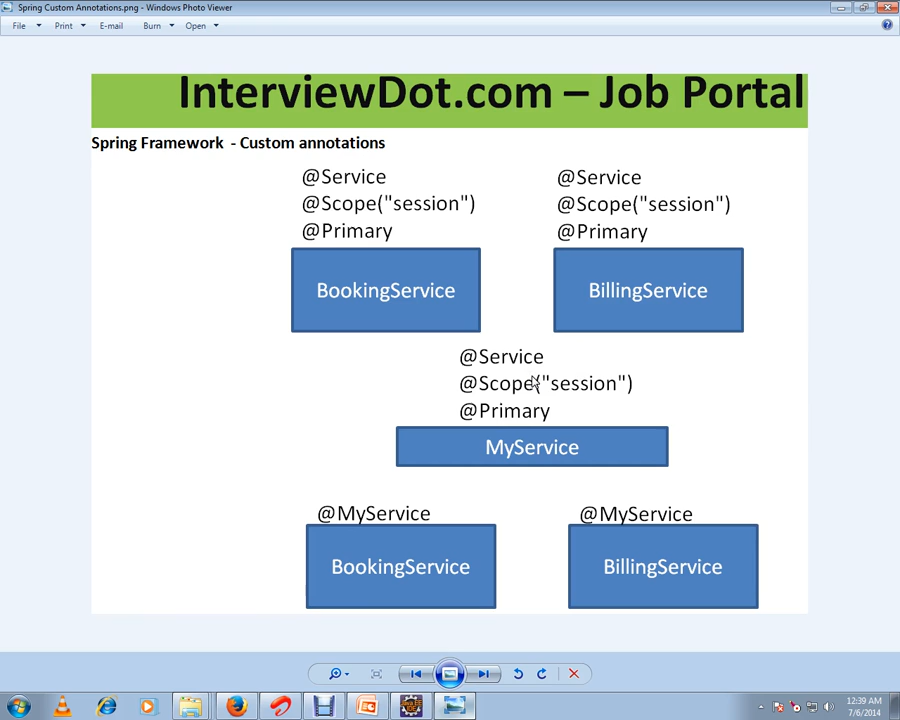 Spring Custom Annotations.png - Windows Photo Viewer
File Print E-mail Burn Open
InterviewDot.com – Job Portal
Spring Framework - Custom annotations
@Service @Service
@Scope("session") @Scope("session")
@Primary @Primary
BookingService BillingService
@Service
@Scope("session")
@Primary
MyService
@MyService @MyService
BookingService BillingService
12:39 AM
7/6/2014